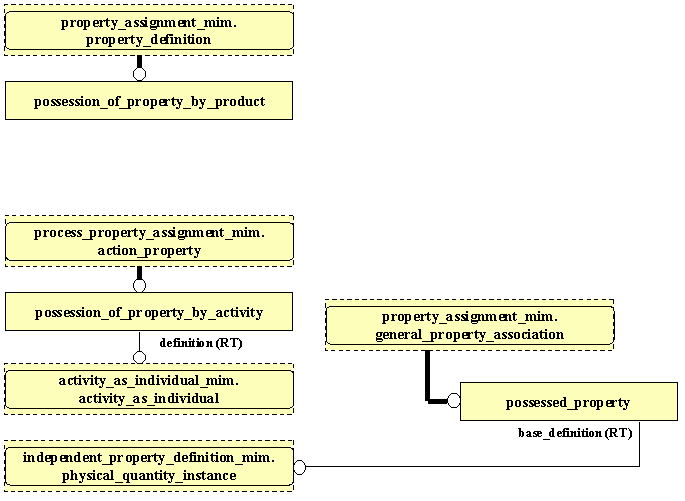 property_assignment_mim.
property_definition
possession_of_property_by_product
process_property_assignment_mim.
action_property
possession_of_property_by_activity
definition (RT)
activity_as_individual_mim.
activity_as_individual
property_assignment_mim.
general_property_association
possessed_property
base_definition (RT)
independent_property_definition_mim.
physical_quantity_instance